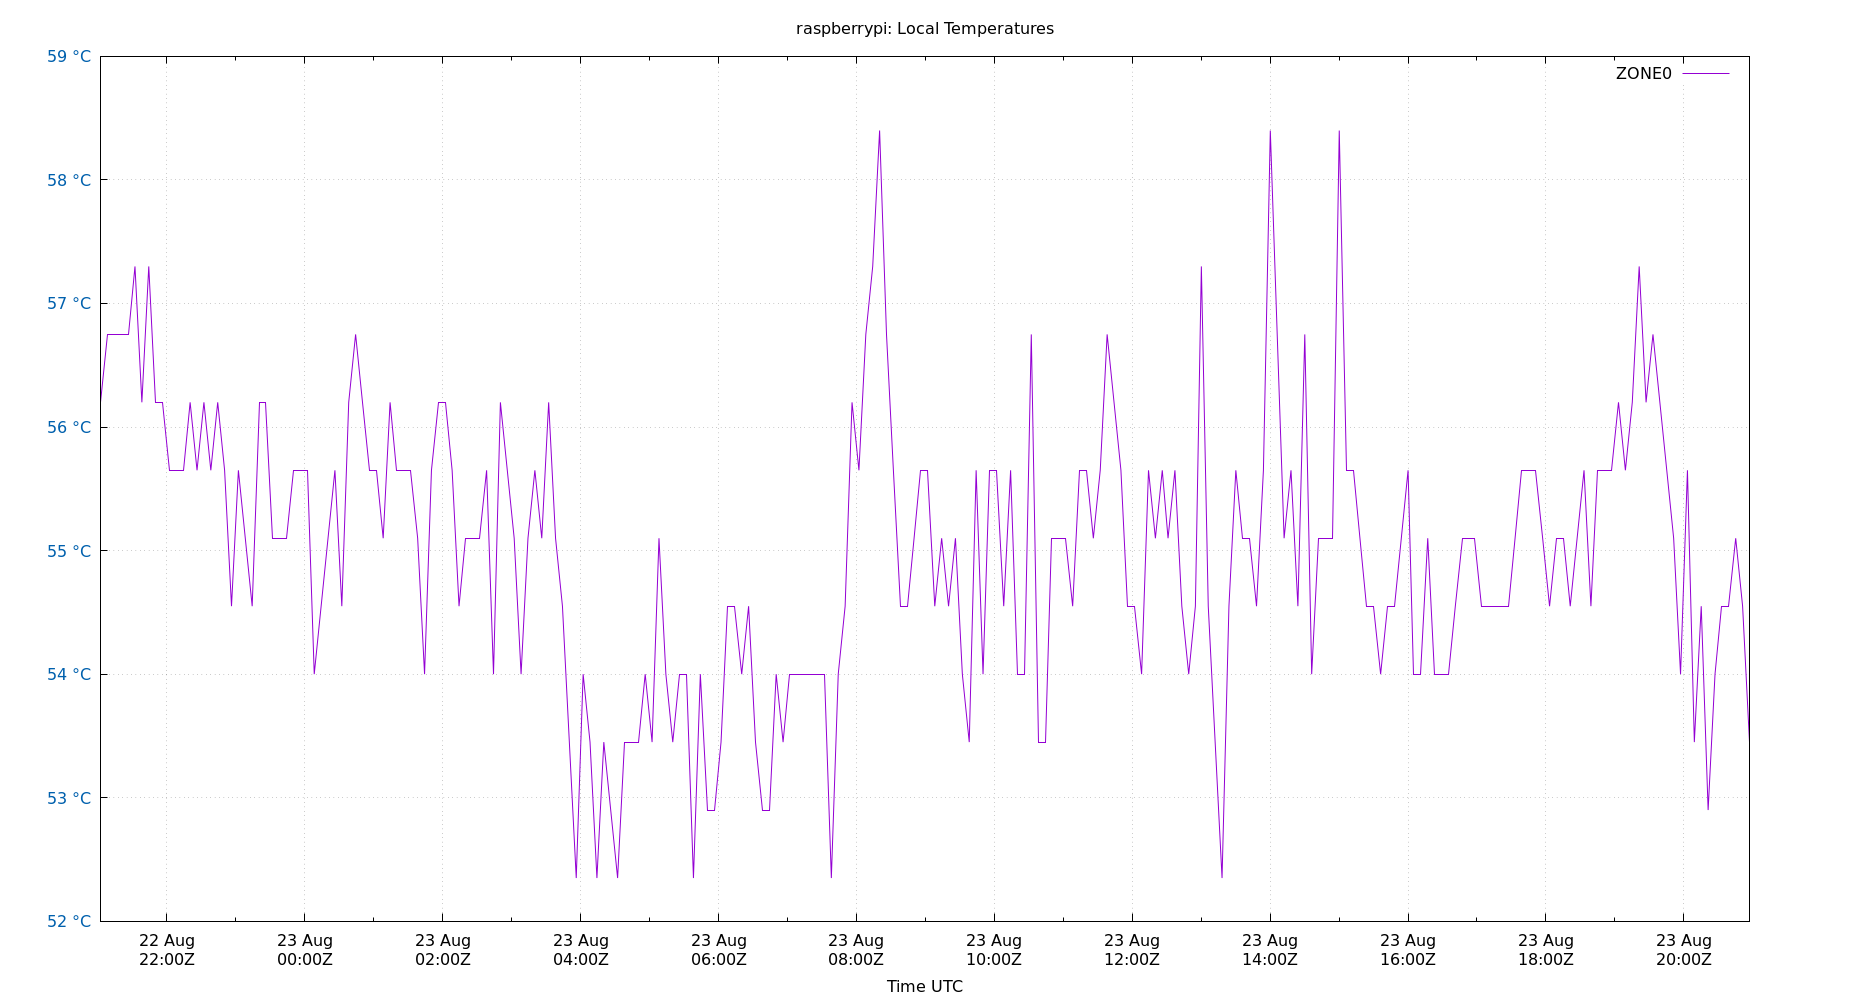 raspberrypi: Local Temperatures
ZONE0
59 °C
58 °C
57 °C
56 °C
55 °C
54 °C
53 °C
52 °C
22 Aug 23 Aug 23 Aug 23 Aug 23 Aug 23 Aug 23 Aug 23 Aug 23 Aug 23 Aug 23 Aug 23 Aug
22:00Z 00:00Z 02:00Z 04:00Z 06:00Z 08:00Z 10:00Z 12:00Z 14:00Z 16:00Z 18:00Z 20:00Z
Time UTC